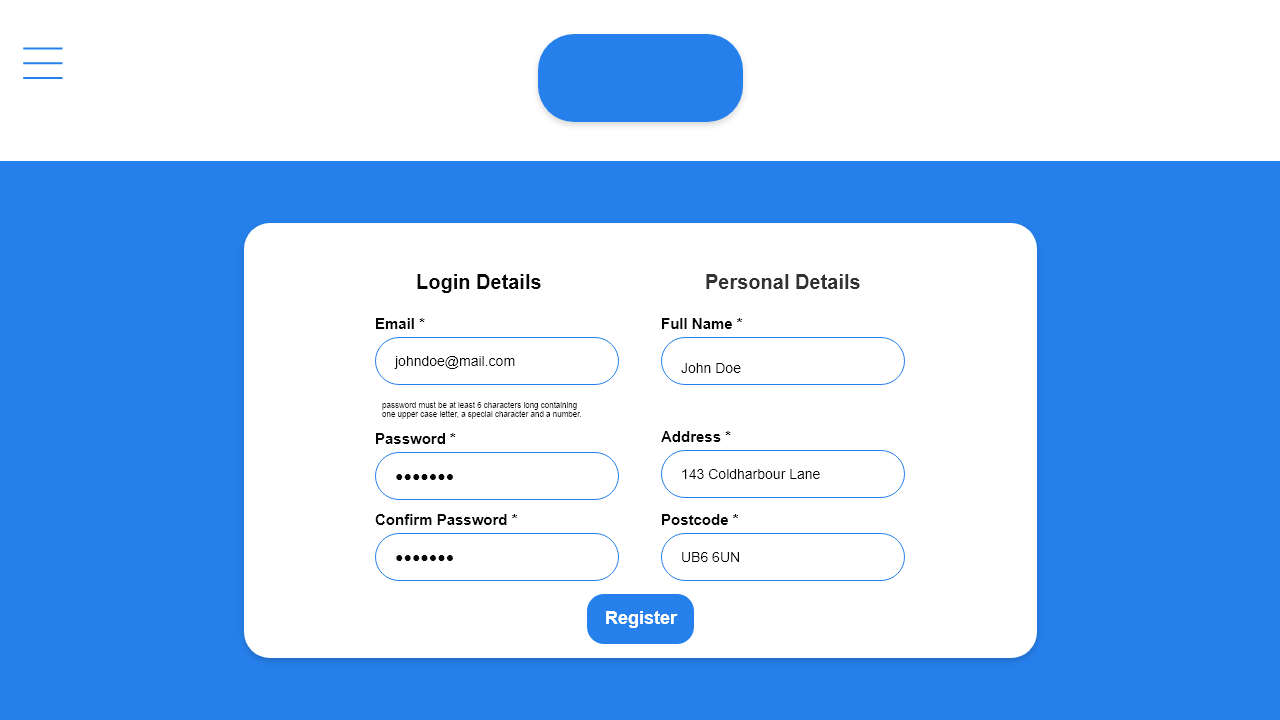 Login Details
Email *
johndoe@mail.com
password must be at least 6 characters long containing
one upper case letter, a special character and a number.
Password *
•••••••
Confirm Password *
•••••••
Personal Details
Full Name *
John Doe
Address *
143 Coldharbour Lane
Postcode *
UB6 6UN
Register